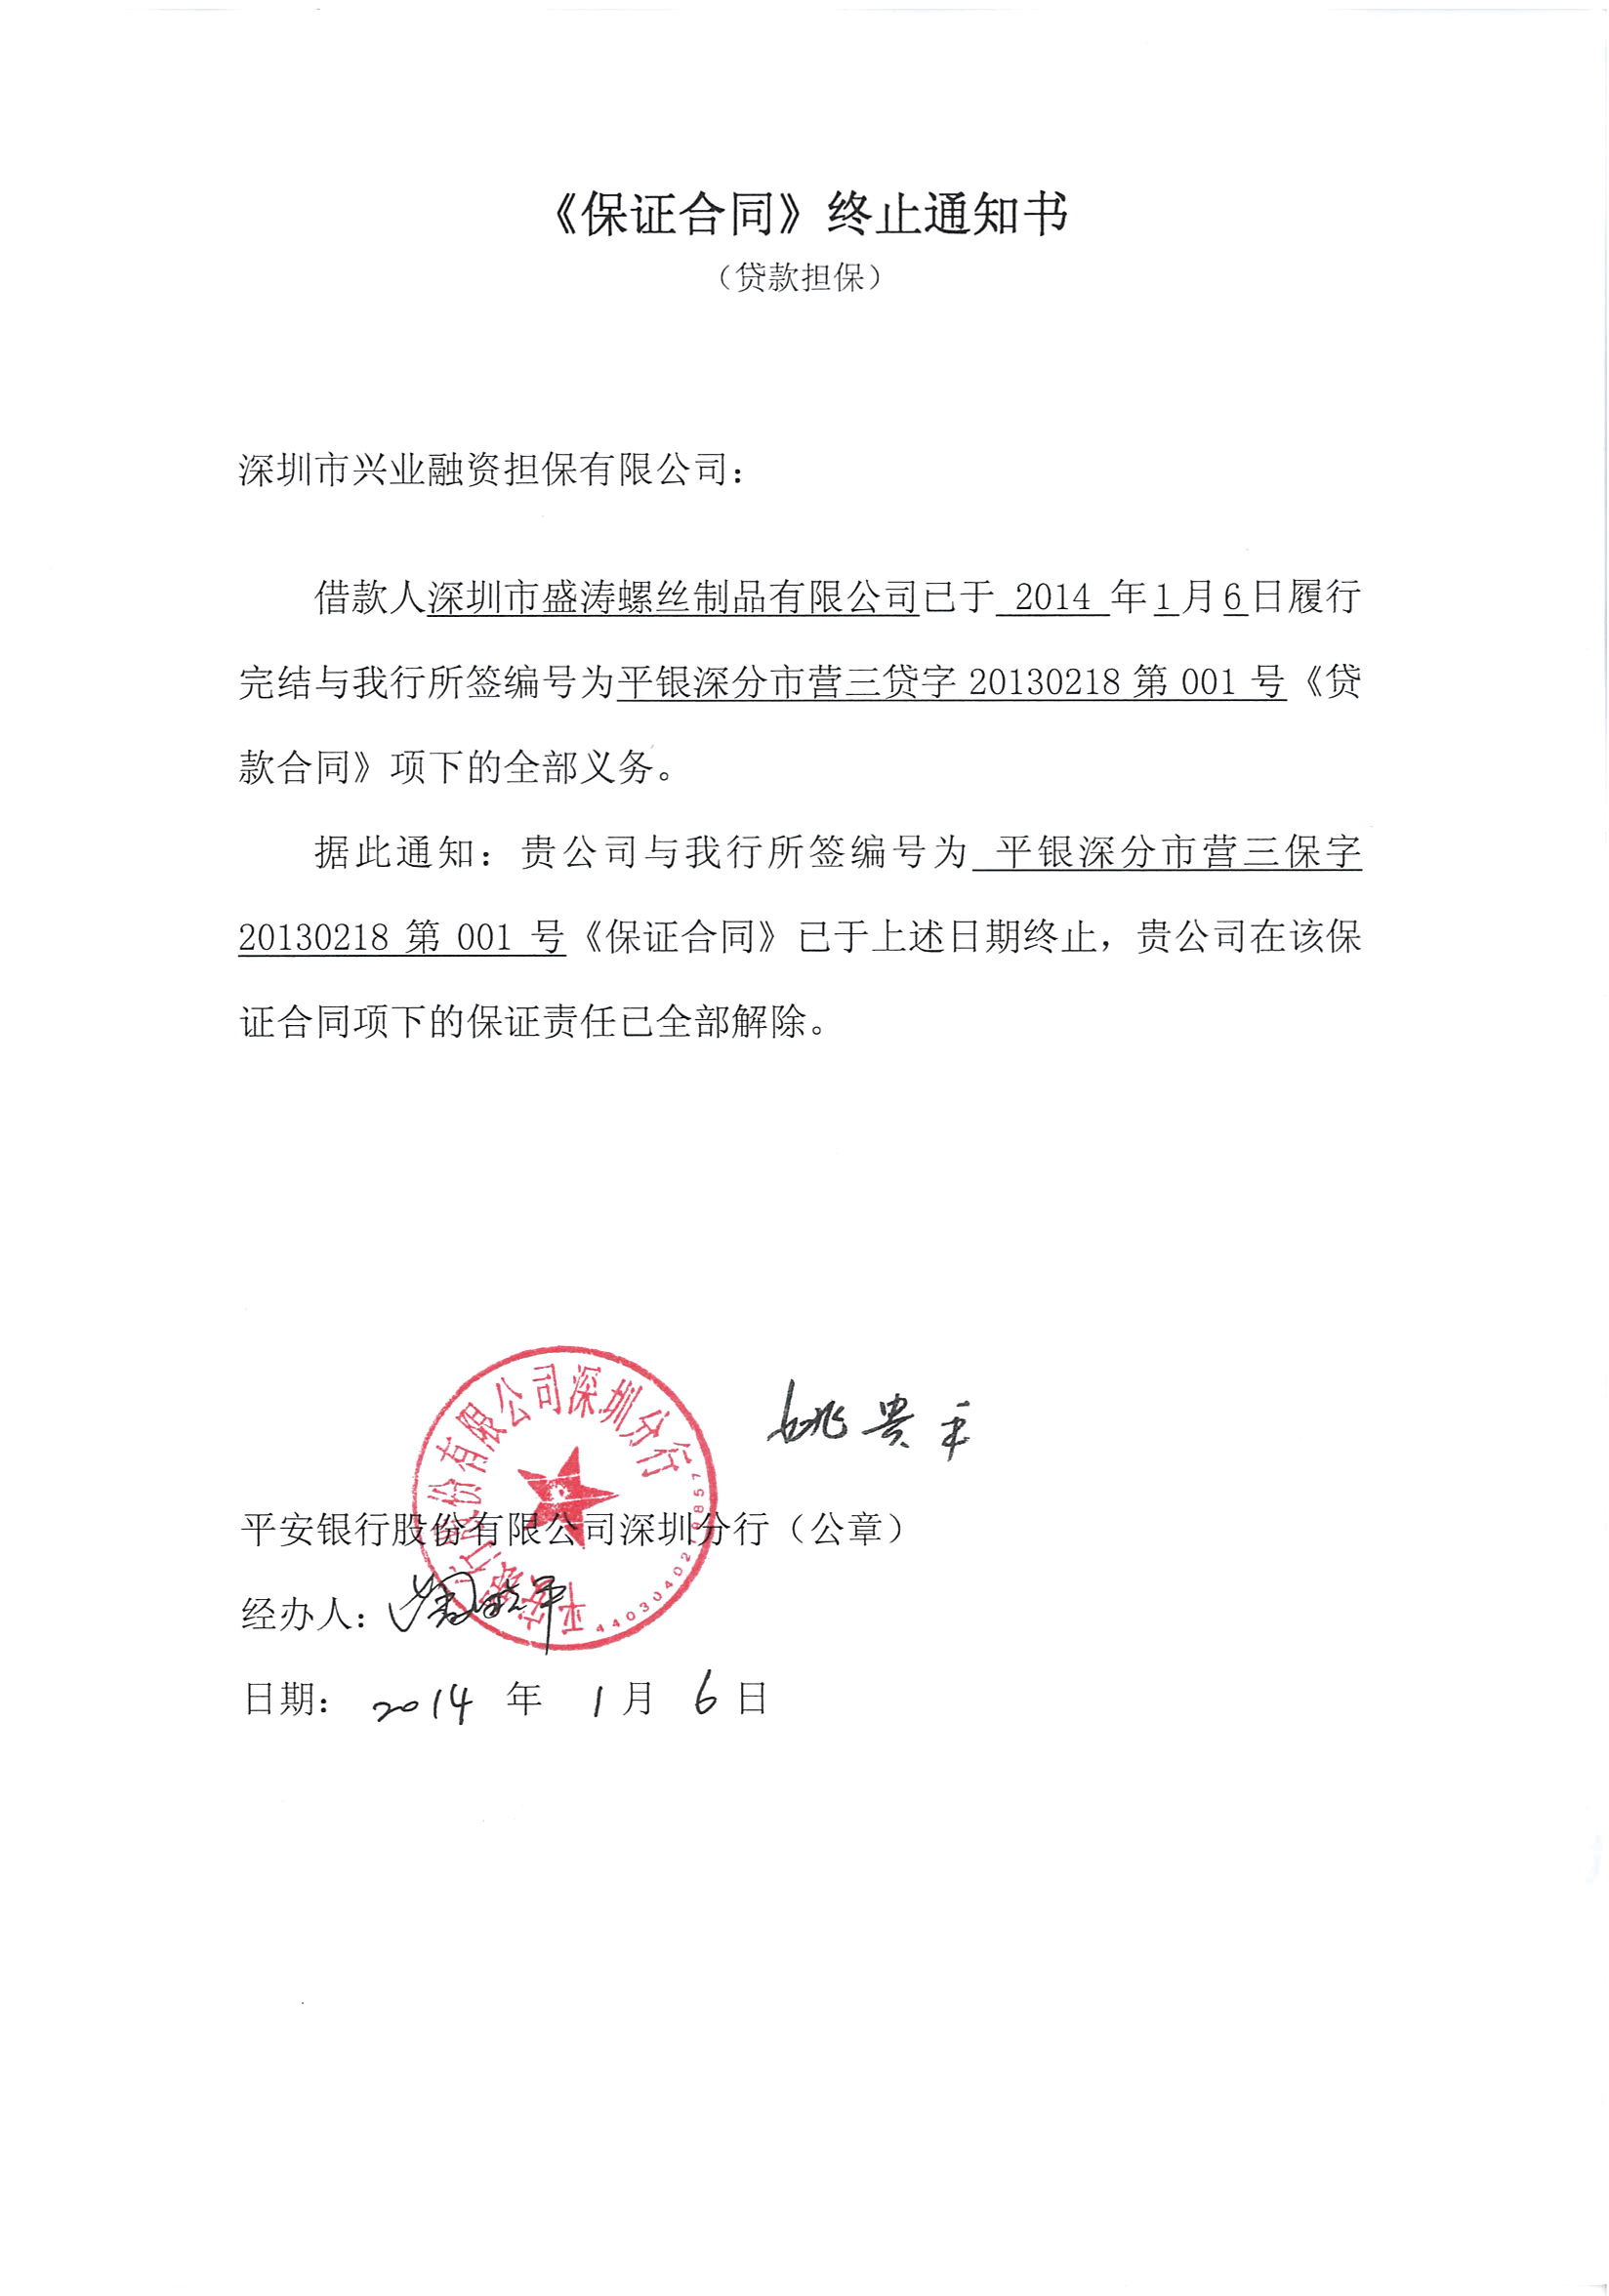 《保证合同》终止通知书
（贷款担保）
深圳市兴业融资担保有限公司：
借款人深圳市盛涛螺丝制品有限公司已于 2014 年1月6日履行
完结与我行所签编号为平银深分市营三贷字 20130218 第 001 号《贷
款合同》项下的全部义务。
据此通知：贵公司与我行所签编号为 平银深分市营三保字
20130218 第 001 号《保证合同》已于上述日期终止，贵公司在该保
证合同项下的保证责任已全部解除。
平安银行股份有限公司深圳分行
姚贵平
平安银行股份有限公司深圳分行（公章）
经办人：
日期： 2014 年 1 月 6 日